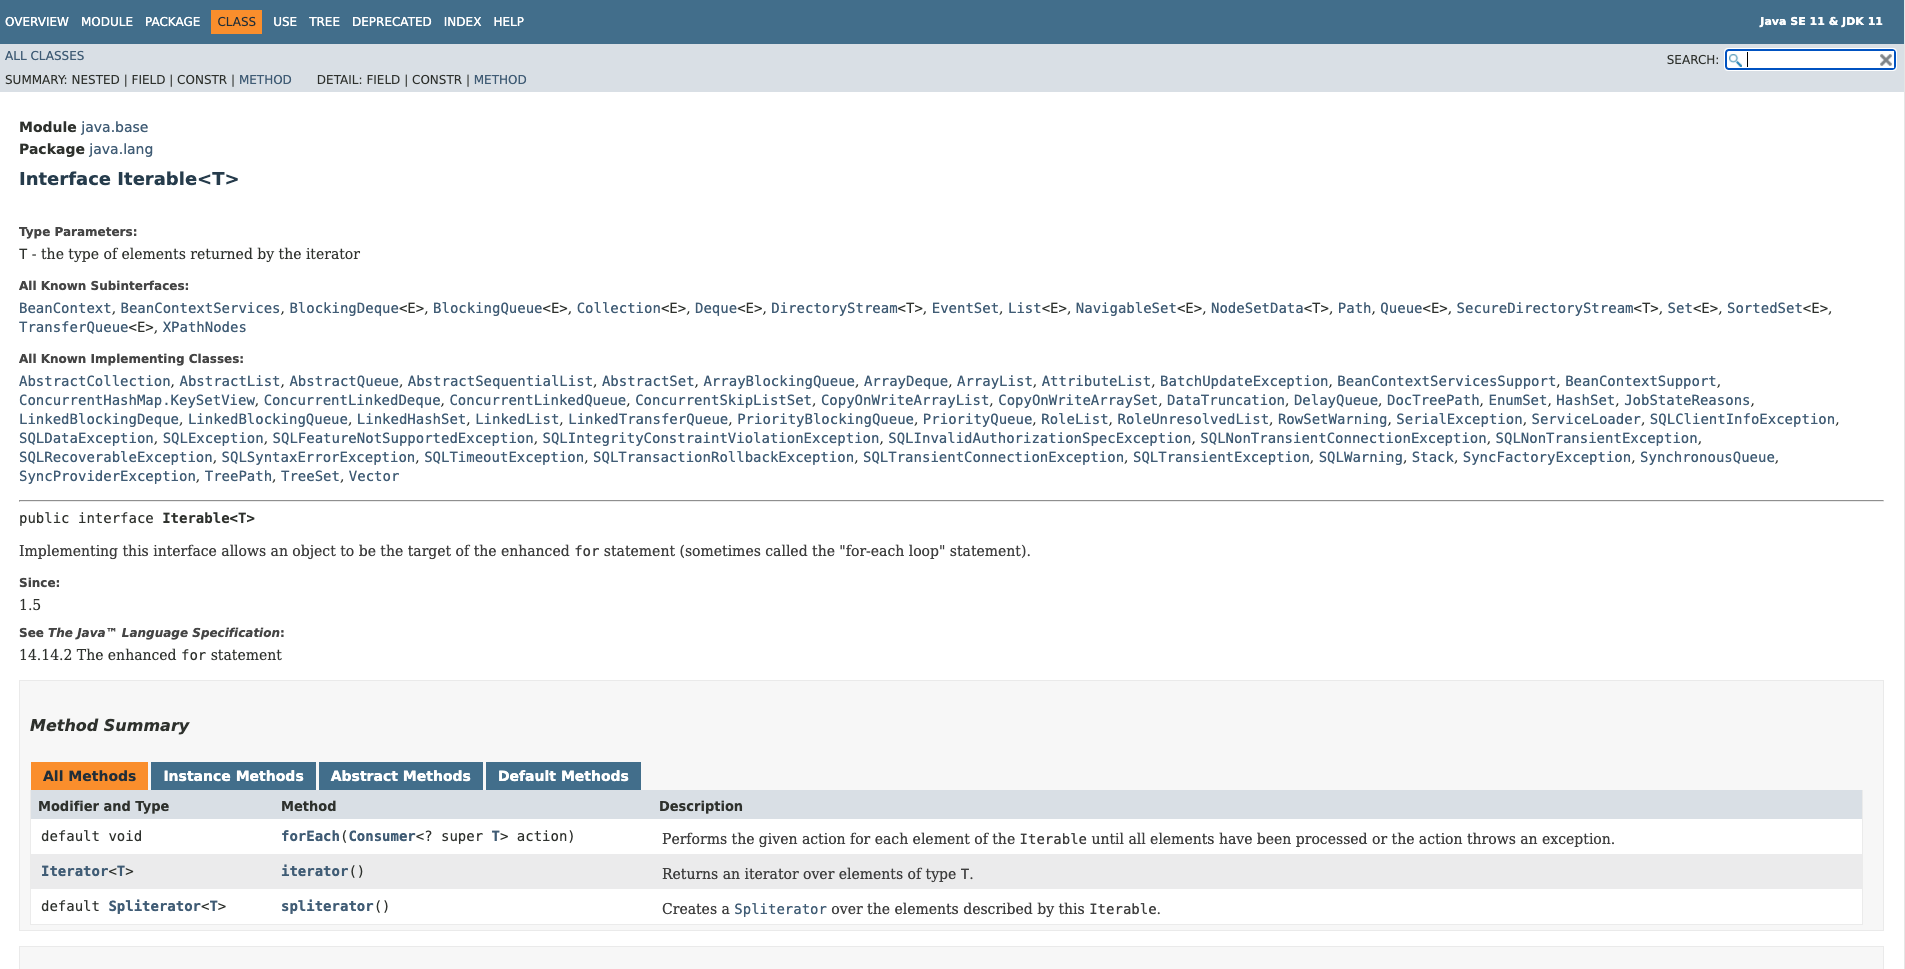 OVERVIEW MODULE PACKAGE CLASS USE TREE DEPRECATED INDEX HELP
Java SE 11 & JDK 11
ALL CLASSES
SEARCH:
SUMMARY: NESTED | FIELD | CONSTR | METHOD DETAIL: FIELD | CONSTR | METHOD
Module java.base
Package java.lang
Interface Iterable<T>
Type Parameters:
T - the type of elements returned by the iterator
All Known Subinterfaces:
BeanContext, BeanContextServices, BlockingDeque<E>, BlockingQueue<E>, Collection<E>, Deque<E>, DirectoryStream<T>, EventSet, List<E>, NavigableSet<E>, NodeSetData<T>, Path, Queue<E>, SecureDirectoryStream<T>, Set<E>, SortedSet<E>,
TransferQueue<E>, XPathNodes
All Known Implementing Classes:
AbstractCollection, AbstractList, AbstractQueue, AbstractSequentialList, AbstractSet, ArrayBlockingQueue, ArrayDeque, ArrayList, AttributeList, BatchUpdateException, BeanContextServicesSupport, BeanContextSupport,
ConcurrentHashMap.KeySetView, ConcurrentLinkedDeque, ConcurrentLinkedQueue, ConcurrentSkipListSet, CopyOnWriteArrayList, CopyOnWriteArraySet, DataTruncation, DelayQueue, DocTreePath, EnumSet, HashSet, JobStateReasons,
LinkedBlockingDeque, LinkedBlockingQueue, LinkedHashSet, LinkedList, LinkedTransferQueue, PriorityBlockingQueue, PriorityQueue, RoleList, RoleUnresolvedList, RowSetWarning, SerialException, ServiceLoader, SQLClientInfoException,
SQLDataException, SQLException, SQLFeatureNotSupportedException, SQLIntegrityConstraintViolationException, SQLInvalidAuthorizationSpecException, SQLNonTransientConnectionException, SQLNonTransientException,
SQLRecoverableException, SQLSyntaxErrorException, SQLTimeoutException, SQLTransactionRollbackException, SQLTransientConnectionException, SQLTransientException, SQLWarning, Stack, SyncFactoryException, SynchronousQueue,
SyncProviderException, TreePath, TreeSet, Vector
public interface Iterable<T>
Implementing this interface allows an object to be the target of the enhanced for statement (sometimes called the "for-each loop" statement).
Since:
1.5
See The Java™ Language Specification:
14.14.2 The enhanced for statement
Method Summary
All Methods Instance Methods Abstract Methods Default Methods
Modifier and Type Method Description
default void forEach(Consumer<? super T> action) Performs the given action for each element of the Iterable until all elements have been processed or the action throws an exception.
Iterator<T> iterator() Returns an iterator over elements of type T.
default Spliterator<T> spliterator() Creates a Spliterator over the elements described by this Iterable.